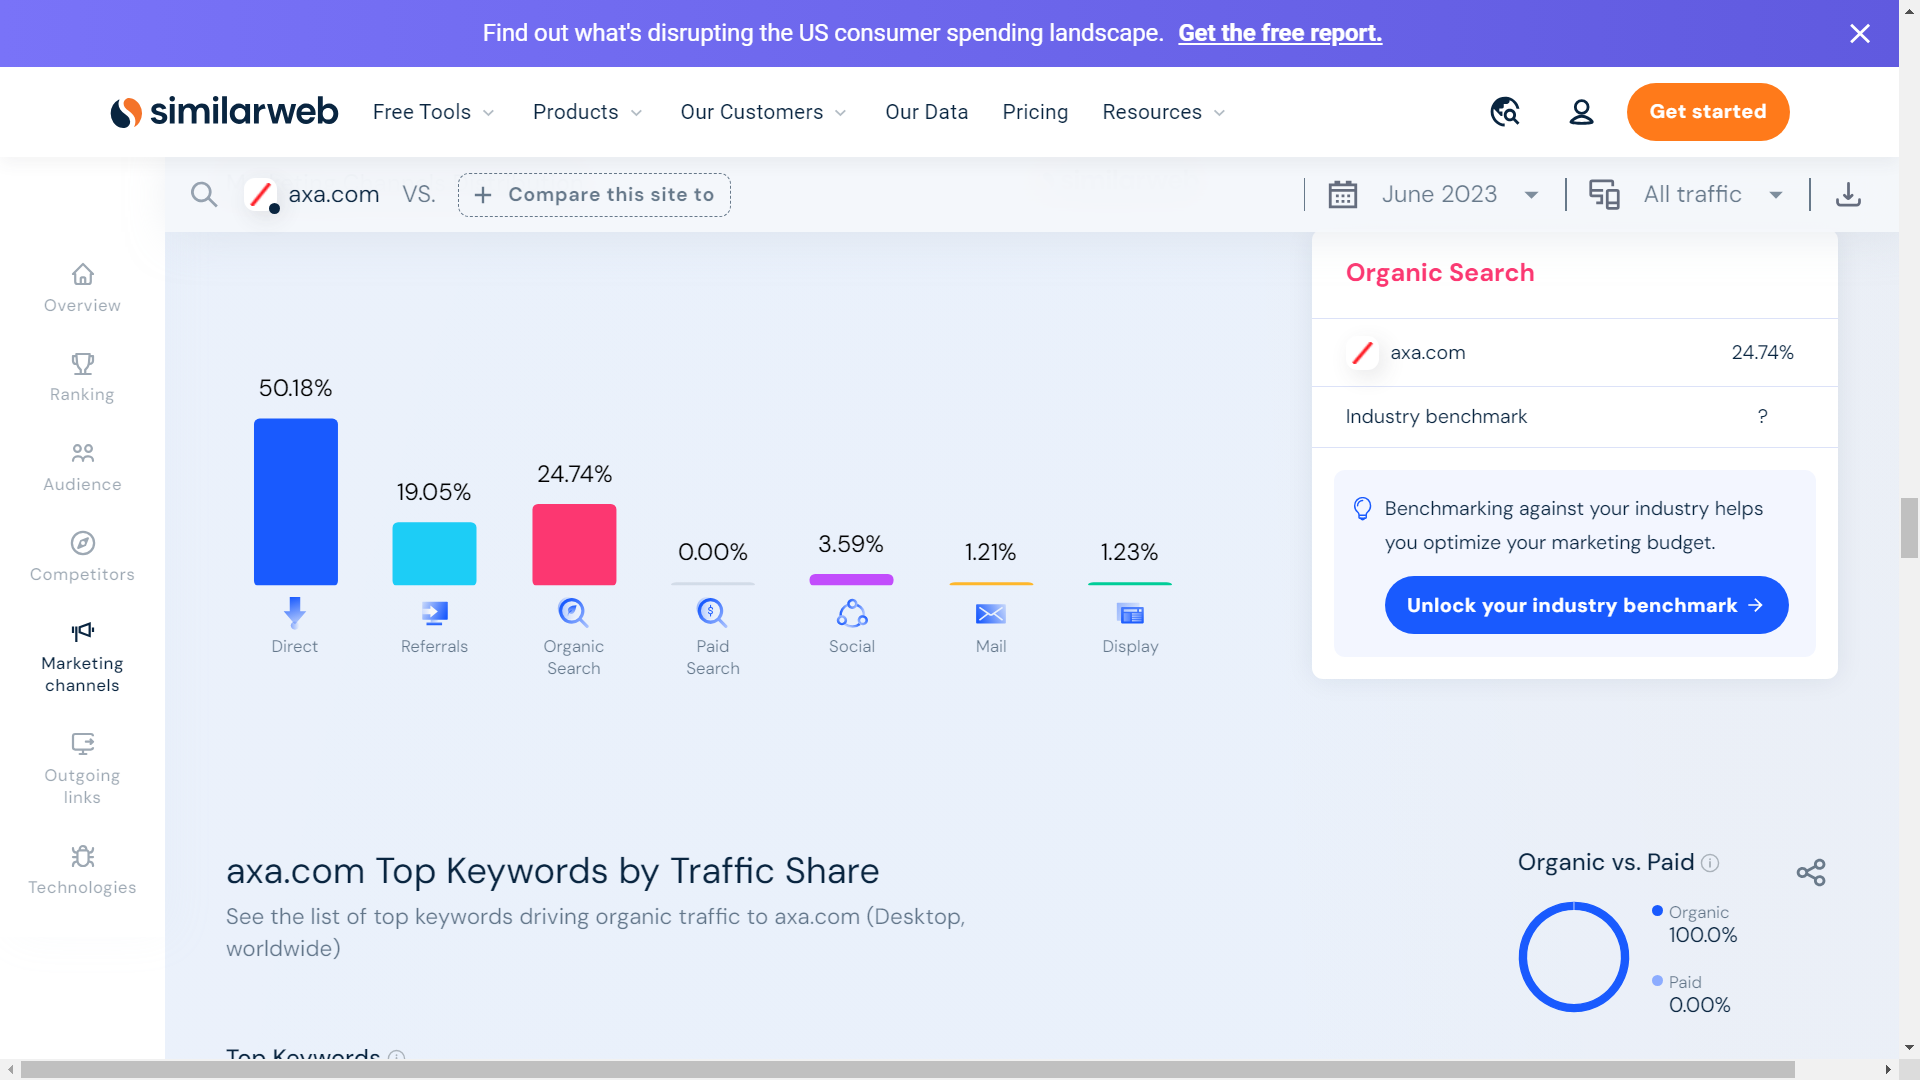 Find out what's disrupting the US consumer spending landscape. Get the free report.
similarweb Free Tools Products Our Customers Our Data Pricing Resources Get started
axa.com VS. + Compare this site to June 2023 All traffic
Overview
Ranking
Audience
Competitors
Marketing
channels
Outgoing
links
Technologies
50.18%
19.05%
24.74%
0.00%
3.59%
1.21%
1.23%
Direct
Referrals
Organic
Search
Paid
Search
Social
Mail
Display
Organic Search
axa.com 24.74%
Industry benchmark ?
Benchmarking against your industry helps
you optimize your marketing budget.
Unlock your industry benchmark →
axa.com Top Keywords by Traffic Share
See the list of top keywords driving organic traffic to axa.com (Desktop,
worldwide)
Organic vs. Paid
Organic
100.0%
Paid
0.00%
Top Keywords